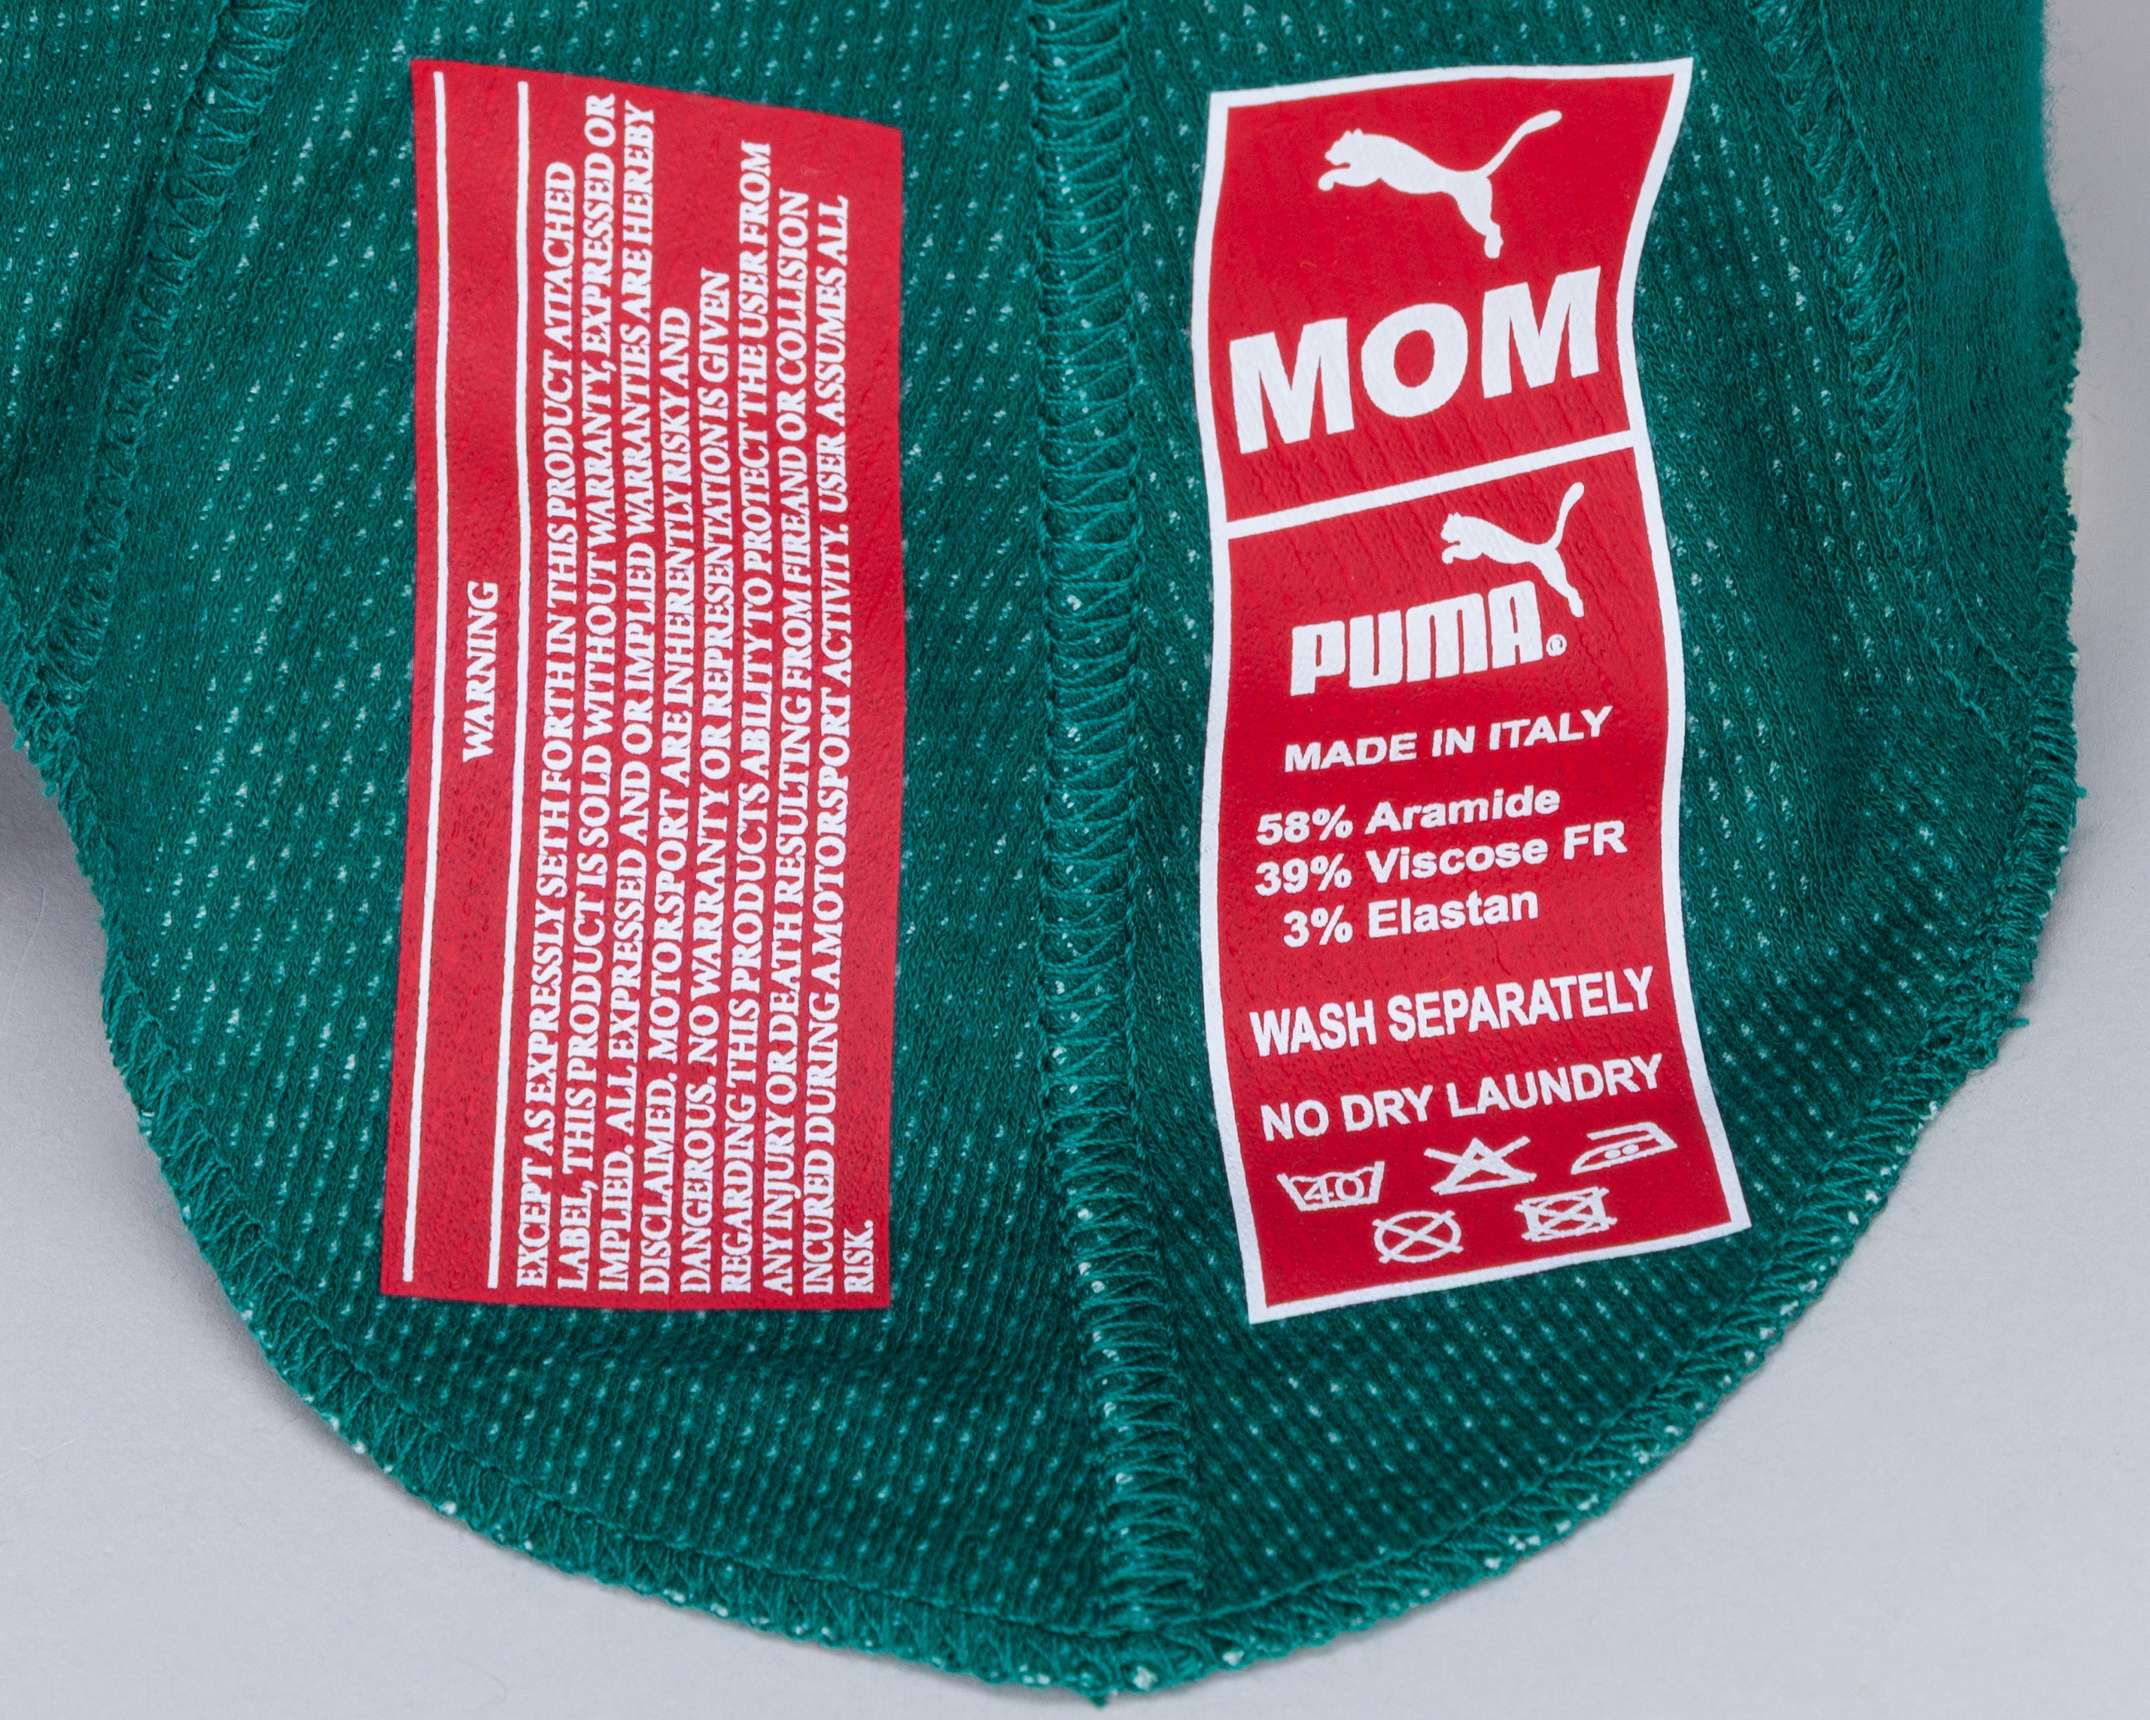 WARNING
EXCEPT AS EXPRESSLY SETH FORTH IN THIS PRODUCT ATTACHED
LABEL, THIS PRODUCT IS SOLD WITHOUT WARRANTY, EXPRESSED OR
IMPLIED. ALL EXPRESSED AND OR IMPLIED WARRANTIES ARE HEREBY
DISCLAIMED. MOTORSPORT ARE INHERENTLY RISKY AND
DANGEROUS. NO WARRANTY OR REPRESENTATION IS GIVEN
REGARDING THIS PRODUCTS ABILITY TO PROTECT THE USER FROM
ANY INJURY OR DEATH RESULTING FROM FIRE AND OR COLLISION
INCURED DURING A MOTORSPORT ACTIVITY. USER ASSUMES ALL
RISK.
MOM
PUMA®
MADE IN ITALY
58% Aramide
39% Viscose FR
3% Elastan
WASH SEPARATELY
NO DRY LAUNDRY
40